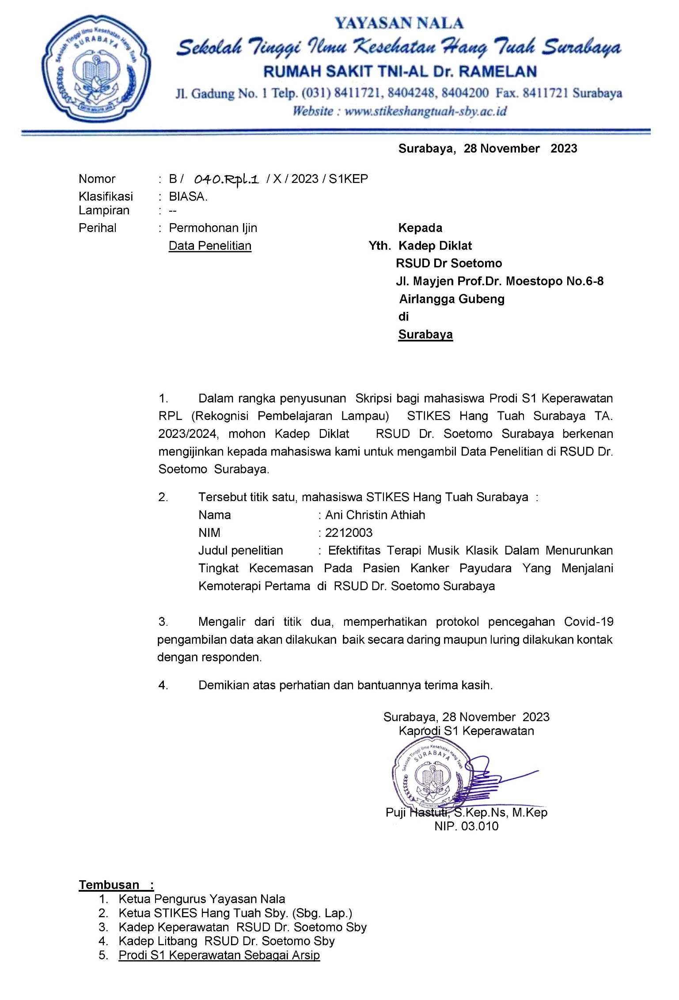 Sekolah Tinggi Ilmu Kesehatan Hang Tuah
SURABAYA
YAYASAN NALA
Sekolah Tinggi Ilmu Kesehatan Hang Tuah Surabaya
RUMAH SAKIT TNI-AL Dr. RAMELAN
Jl. Gadung No. 1 Telp. (031) 8411721, 8404248, 8404200 Fax. 8411721 Surabaya
Website : www.stikeshangtuah-sby.ac.id
Surabaya, 28 November 2023
Nomor : B / 040.Rpl.1 / X / 2023 / S1KEP
Klasifikasi : BIASA.
Lampiran : --
Perihal : Permohonan Ijin
Data Penelitian
Kepada
Yth. Kadep Diklat
RSUD Dr Soetomo
Jl. Mayjen Prof.Dr. Moestopo No.6-8
Airlangga Gubeng
di
Surabaya
1. Dalam rangka penyusunan Skripsi bagi mahasiswa Prodi S1 Keperawatan
RPL (Rekognisi Pembelajaran Lampau) STIKES Hang Tuah Surabaya TA.
2023/2024, mohon Kadep Diklat RSUD Dr. Soetomo Surabaya berkenan
mengijinkan kepada mahasiswa kami untuk mengambil Data Penelitian di RSUD Dr.
Soetomo Surabaya.
2. Tersebut titik satu, mahasiswa STIKES Hang Tuah Surabaya :
Nama : Ani Christin Athiah
NIM : 2212003
Judul penelitian : Efektifitas Terapi Musik Klasik Dalam Menurunkan
Tingkat Kecemasan Pada Pasien Kanker Payudara Yang Menjalani
Kemoterapi Pertama di RSUD Dr. Soetomo Surabaya
3. Mengalir dari titik dua, memperhatikan protokol pencegahan Covid-19
pengambilan data akan dilakukan baik secara daring maupun luring dilakukan kontak
dengan responden.
4. Demikian atas perhatian dan bantuannya terima kasih.
Surabaya, 28 November 2023
Kaprodi S1 Keperawatan
Sekolah Tinggi Ilmu Kesehatan Hang Tuah
SURABAYA
Puji Hastuti, S.Kep.Ns, M.Kep
NIP. 03.010
Tembusan :
1. Ketua Pengurus Yayasan Nala
2. Ketua STIKES Hang Tuah Sby. (Sbg. Lap.)
3. Kadep Keperawatan RSUD Dr. Soetomo Sby
4. Kadep Litbang RSUD Dr. Soetomo Sby
5. Prodi S1 Keperawatan Sebagai Arsip